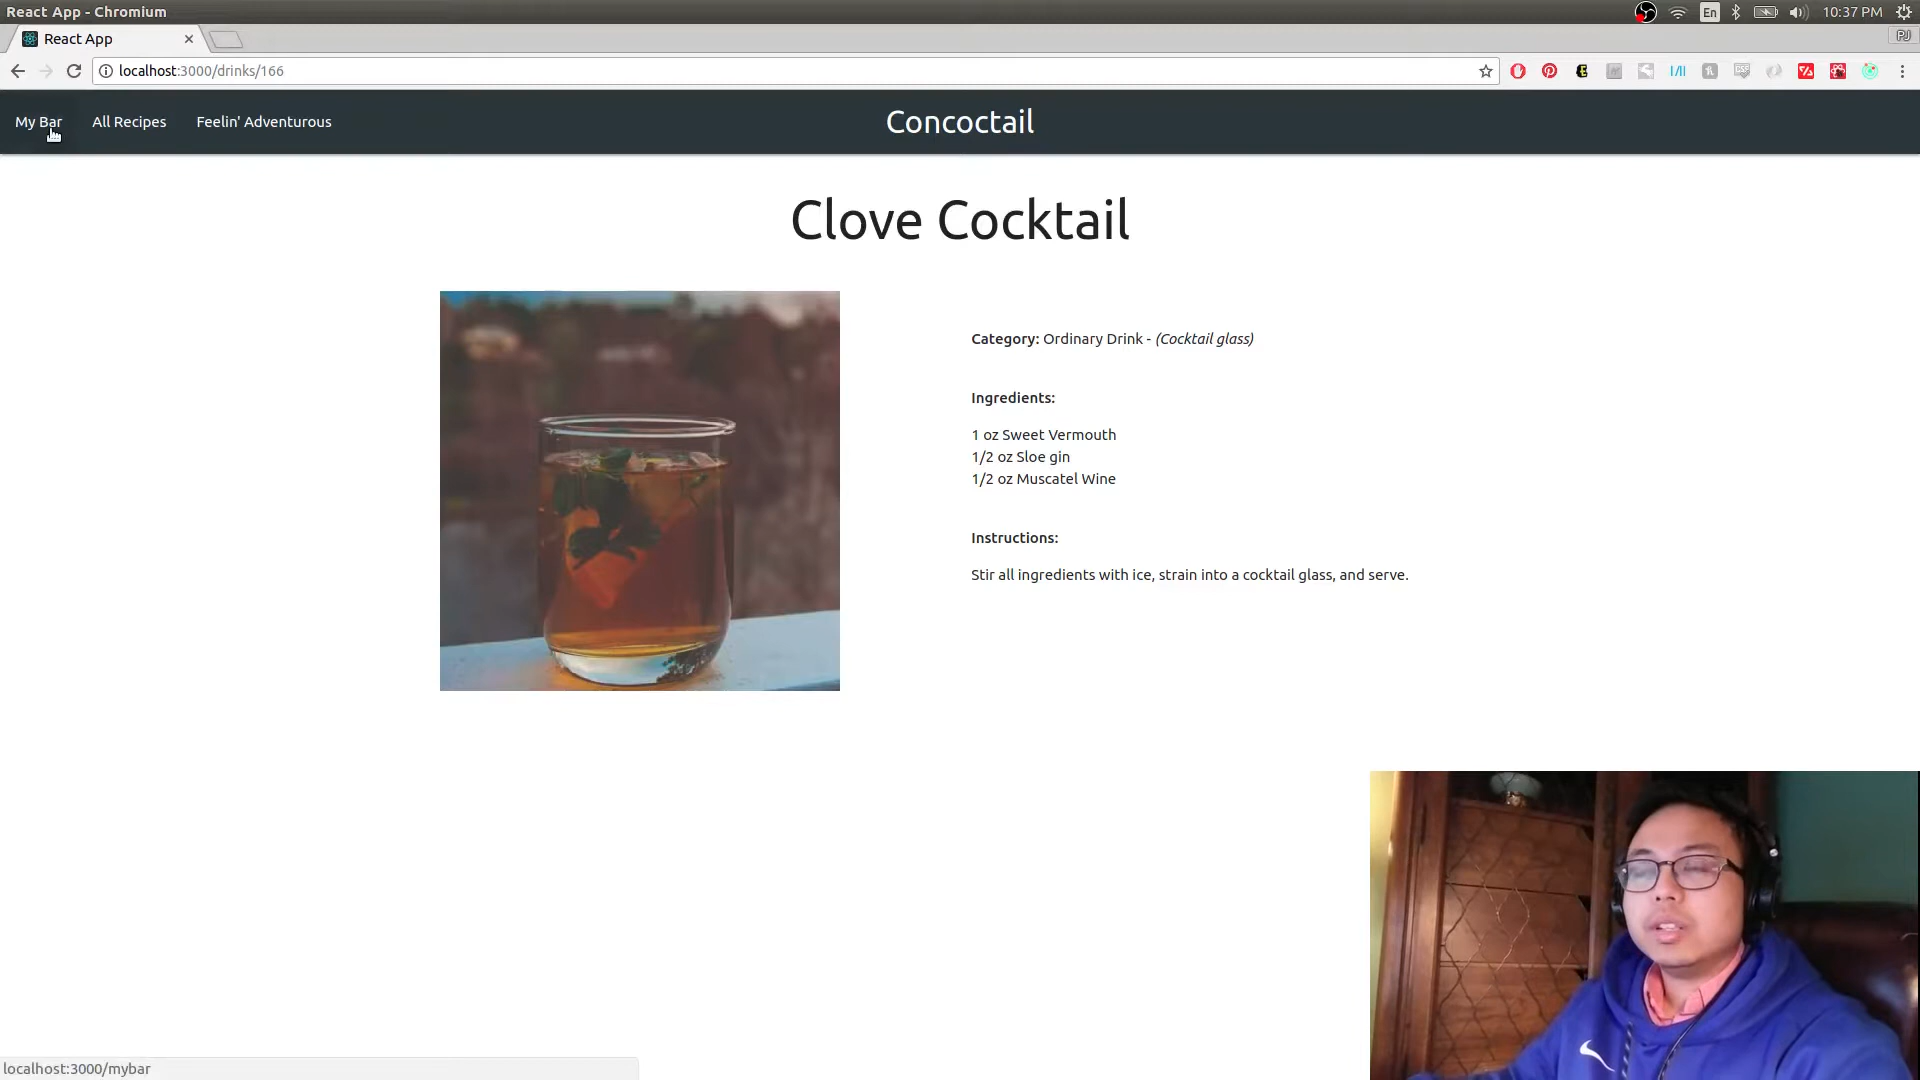 React App - Chromium
En
10:37 PM
React App
PJ
localhost:3000/drinks/166
My Bar
All Recipes
Feelin' Adventurous
Concoctail
Clove Cocktail
Category: Ordinary Drink - (Cocktail glass)
Ingredients:
1 oz Sweet Vermouth
1/2 oz Sloe gin
1/2 oz Muscatel Wine
Instructions:
Stir all ingredients with ice, strain into a cocktail glass, and serve.
localhost:3000/mybar